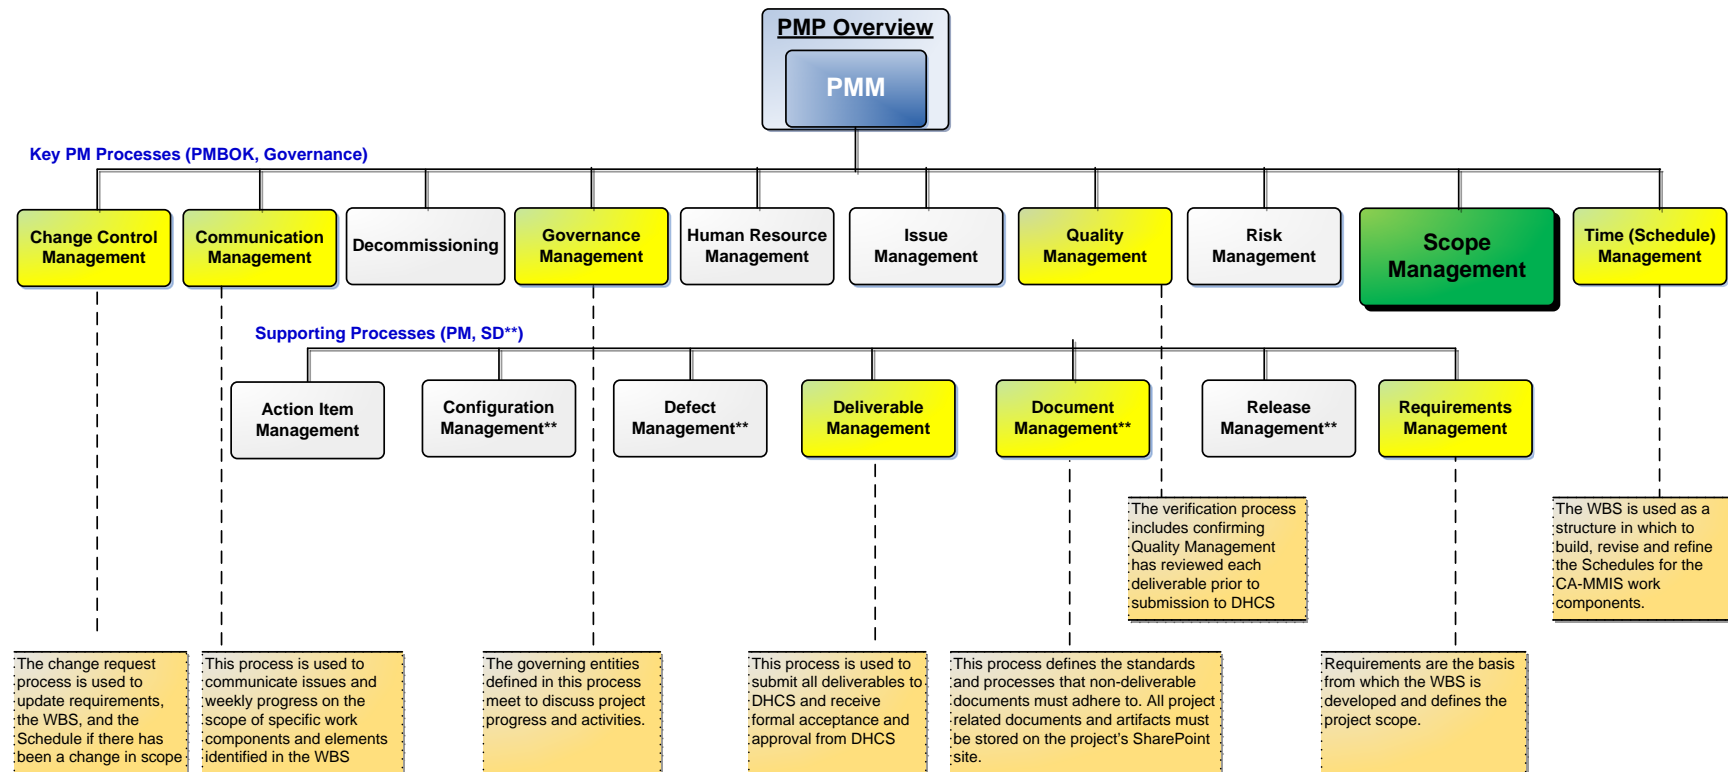 PMP Overview
PMM
Key PM Processes (PMBOK, Governance)
Change Control
Management
Communication
Management
Decommissioning
Governance
Management
Human Resource
Management
Issue
Management
Quality
Management
Risk
Management
Scope
Management
Time (Schedule)
Management
Supporting Processes (PM, SD**)
Action Item
Management
Configuration
Management**
Defect
Management**
Deliverable
Management
Document
Management**
Release
Management**
Requirements
Management
The verification process
includes confirming
Quality Management
has reviewed each
deliverable prior to
submission to DHCS
The WBS is used as a
structure in which to
build, revise and refine
the Schedules for the
CA-MMIS work
components.
The change request
process is used to
update requirements,
the WBS, and the
Schedule if there has
been a change in scope
This process is used to
communicate issues and
weekly progress on the
scope of specific work
components and elements
identified in the WBS
The governing entities
defined in this process
meet to discuss project
progress and activities.
This process is used to
submit all deliverables to
DHCS and receive
formal acceptance and
approval from DHCS
This process defines the standards
and processes that non-deliverable
documents must adhere to. All project
related documents and artifacts must
be stored on the project's SharePoint
site.
Requirements are the basis
from which the WBS is
developed and defines the
project scope.